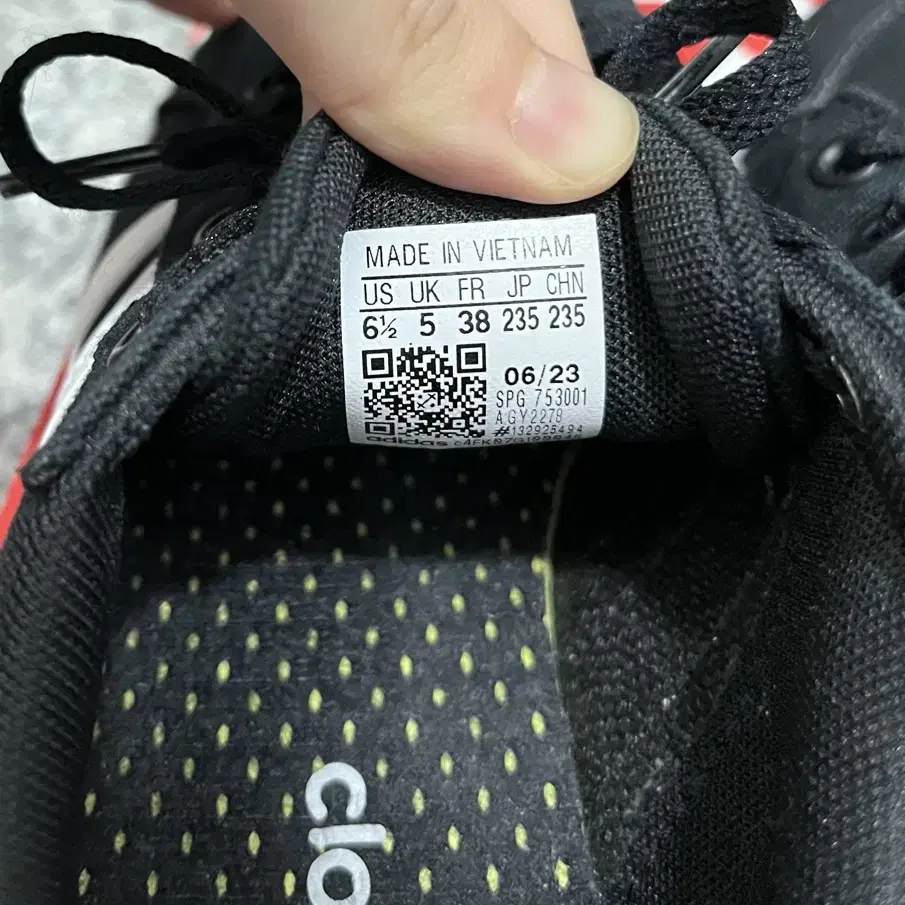 MADE IN VIETNAM
US UK FR JP CHN
6½ 5 38 235 235
06/23
SPG 753001
AGY2278
#132925494
adidas
clo